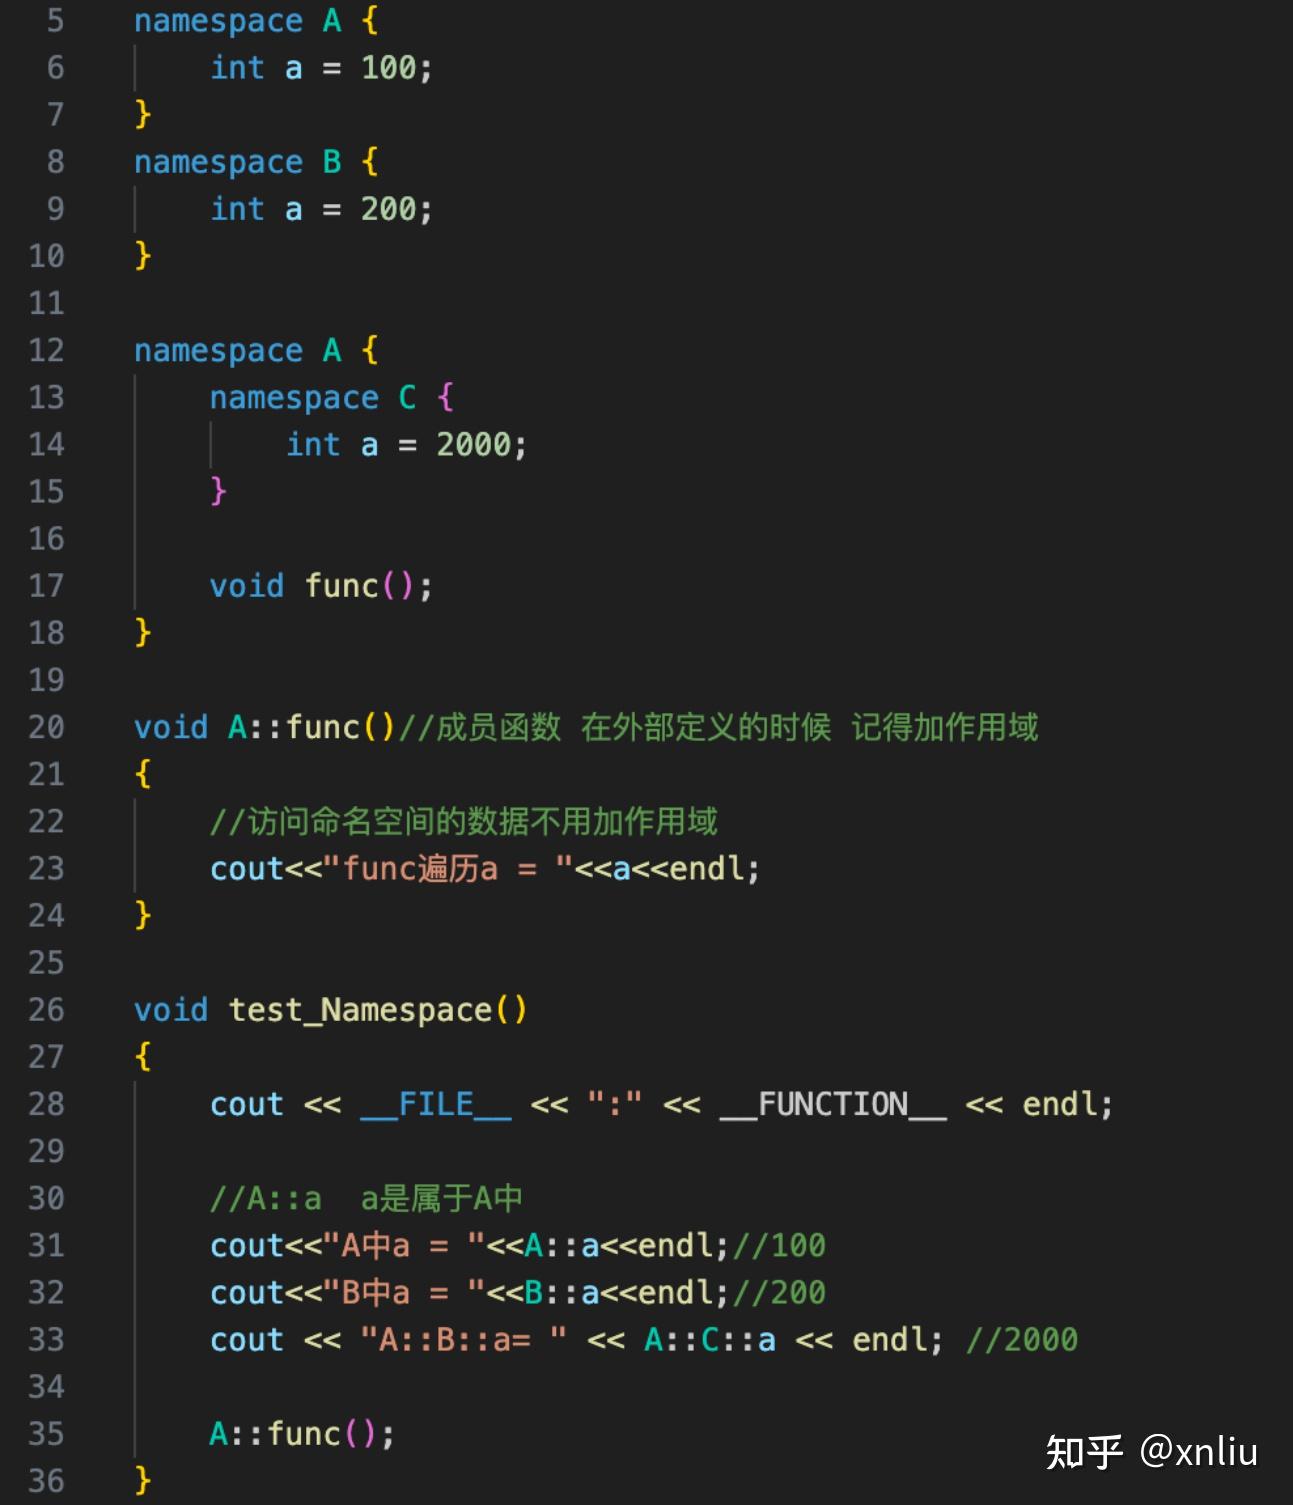 5 namespace A {
6 int a = 100;
7 }
8 namespace B {
9 int a = 200;
10 }
11
12 namespace A {
13 namespace C {
14 int a = 2000;
15 }
16
17 void func();
18 }
19
20 void A::func()//成员函数 在外部定义的时候 记得加作用域
21 {
22 //访问命名空间的数据不用加作用域
23 cout<<"func遍历a = "<<a<<endl;
24 }
25
26 void test_Namespace()
27 {
28 cout << __FILE__ << ":" << __FUNCTION__ << endl;
29
30 //A::a  a是属于A中
31 cout<<"A中a = "<<A::a<<endl;//100
32 cout<<"B中a = "<<B::a<<endl;//200
33 cout << "A::B::a= " << A::C::a << endl; //2000
34
35 A::func();
36 }
知乎 @xnliu